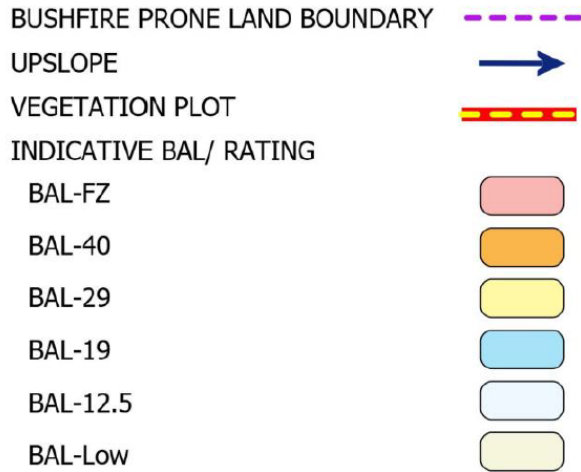 BUSHFIRE PRONE LAND BOUNDARY
UPSLOPE
VEGETATION PLOT
INDICATIVE BAL/ RATING
BAL-FZ
BAL-40
BAL-29
BAL-19
BAL-12.5
BAL-Low